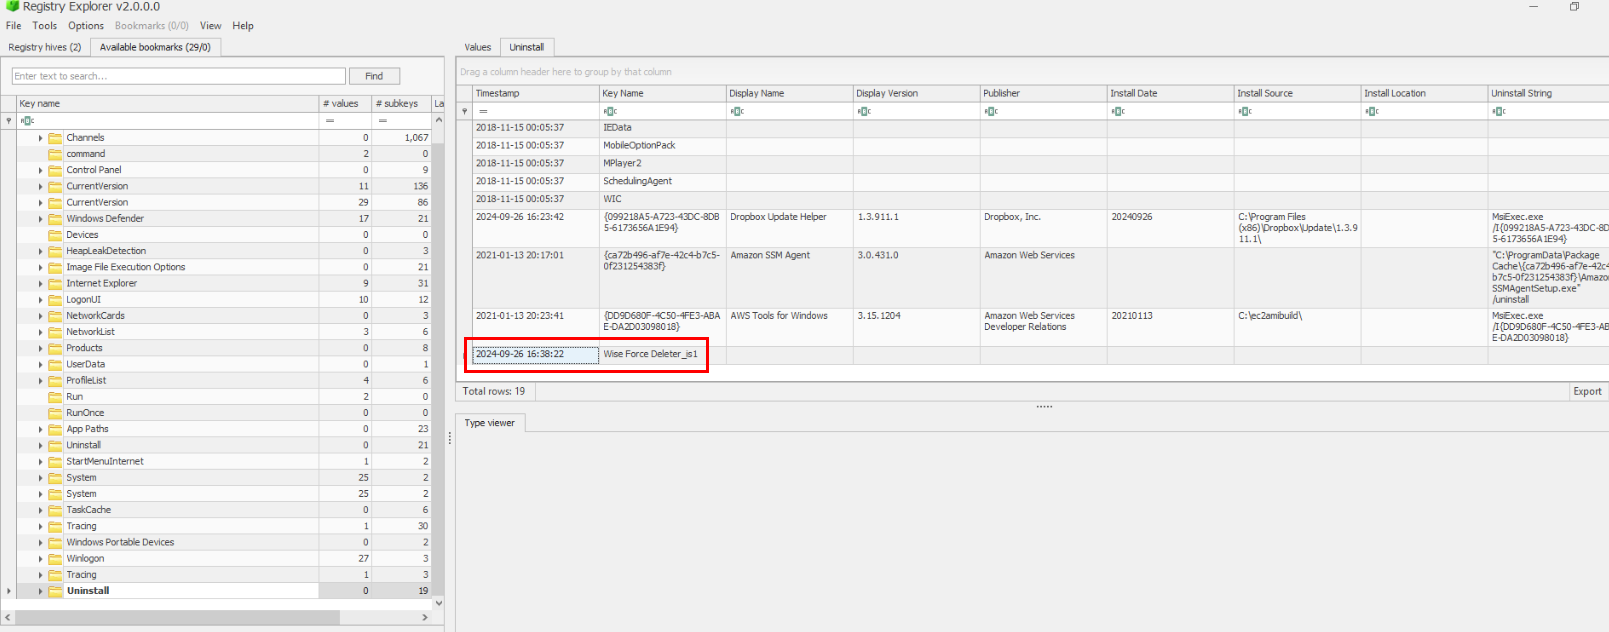 Registry Explorer v2.0.0.0
File Tools Options Bookmarks (0/0) View Help
Registry hives (2) Available bookmarks (29/0)
Enter text to search... Find
Key name # values # subkeys La
= =
Channels 0 1,067
command 2 0
Control Panel 0 9
CurrentVersion 11 136
CurrentVersion 29 86
Windows Defender 17 21
Devices 0 0
HeapLeakDetection 0 3
Image File Execution Options 0 21
Internet Explorer 9 31
LogonUI 10 12
NetworkCards 0 3
NetworkList 3 6
Products 0 8
UserData 0 1
ProfileList 4 6
Run 2 0
RunOnce 0 0
App Paths 0 23
Uninstall 0 21
StartMenuInternet 1 2
System 25 2
System 25 2
TaskCache 0 6
Tracing 1 30
Windows Portable Devices 0 2
Winlogon 27 3
Tracing 1 3
Uninstall 0 19
Values Uninstall
Drag a column header here to group by that column
Timestamp Key Name Display Name Display Version Publisher Install Date Install Source Install Location Uninstall String
=
2018-11-15 00:05:37 IEData
2018-11-15 00:05:37 MobileOptionPack
2018-11-15 00:05:37 MPlayer2
2018-11-15 00:05:37 SchedulingAgent
2018-11-15 00:05:37 WIC
2024-09-26 16:23:42 {099218A5-A723-43DC-8DB Dropbox Update Helper 1.3.911.1 Dropbox, Inc. 20240926 C:\Program Files MsiExec.exe
5-6173656A1E94} (x86)\Dropbox\Update\1.3.9 /I{099218A5-A723-43DC-8D
11.1\ 5-6173656A1E94}
2021-01-13 20:17:01 {ca72b496-af7e-42c4-b7c5- Amazon SSM Agent 3.0.431.0 Amazon Web Services "C:\ProgramData\Package
0f231254383f} Cache\{ca72b496-af7e-42c4
b7c5-0f231254383f}\Amazo
SSMAgentSetup.exe"
/uninstall
2021-01-13 20:23:41 {DD9D680F-4C50-4FE3-ABA AWS Tools for Windows 3.15.1204 Amazon Web Services 20210113 C:\ec2amibuild\ MsiExec.exe
E-DA2D03098018} Developer Relations /I{DD9D680F-4C50-4FE3-AB
E-DA2D03098018}
2024-09-26 16:38:22 Wise Force Deleter_is1
Total rows: 19 Export
Type viewer